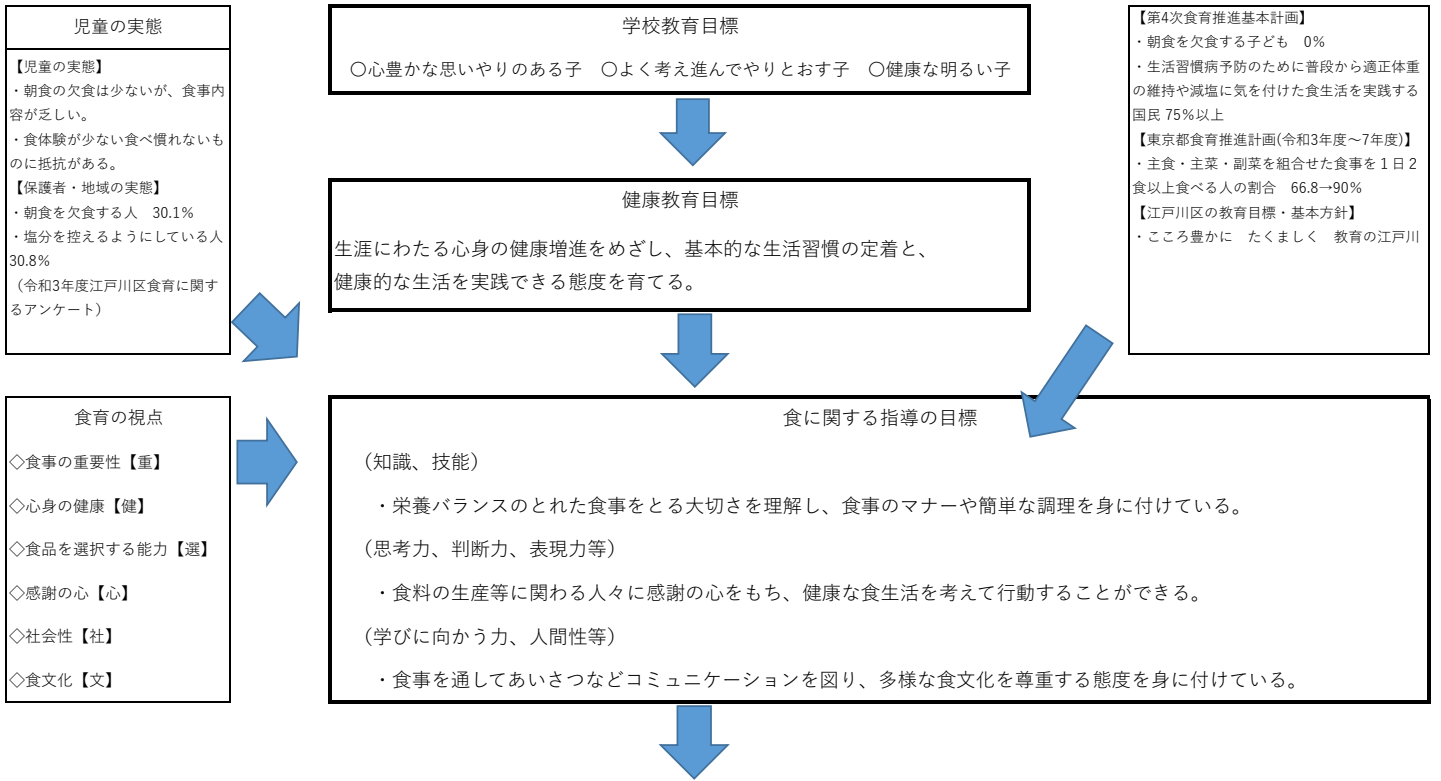 児童の実態
【児童の実態】
・朝食の欠食は少ないが、食事内
容が乏しい。
・食体験が少ない食べ慣れないも
のに抵抗がある。
【保護者・地域の実態】
・朝食を欠食する人　30.1%
・塩分を控えるようにしている人
30.8%
（令和3年度江戸川区食育に関す
るアンケート）
学校教育目標
〇心豊かな思いやりのある子　〇よく考え進んでやりとおす子　〇健康な明るい子
健康教育目標
生涯にわたる心身の健康増進をめざし、基本的な生活習慣の定着と、
健康的な生活を実践できる態度を育てる。
【第4次食育推進基本計画】
・朝食を欠食する子ども　0%
・生活習慣病予防のために普段から適正体重
の維持や減塩に気を付けた食生活を実践する
国民 75%以上
【東京都食育推進計画(令和3年度～7年度)】
・主食・主菜・副菜を組合せた食事を１日２
食以上食べる人の割合　66.8→90%
【江戸川区の教育目標・基本方針】
・こころ豊かに　たくましく　教育の江戸川
食育の視点
◇食事の重要性【重】
◇心身の健康【健】
◇食品を選択する能力【選】
◇感謝の心【心】
◇社会性【社】
◇食文化【文】
食に関する指導の目標
（知識、技能）
・栄養バランスのとれた食事をとる大切さを理解し、食事のマナーや簡単な調理を身に付けている。
（思考力、判断力、表現力等）
・食料の生産等に関わる人々に感謝の心をもち、健康な食生活を考えて行動することができる。
（学びに向かう力、人間性等）
・食事を通してあいさつなどコミュニケーションを図り、多様な食文化を尊重する態度を身に付けている。